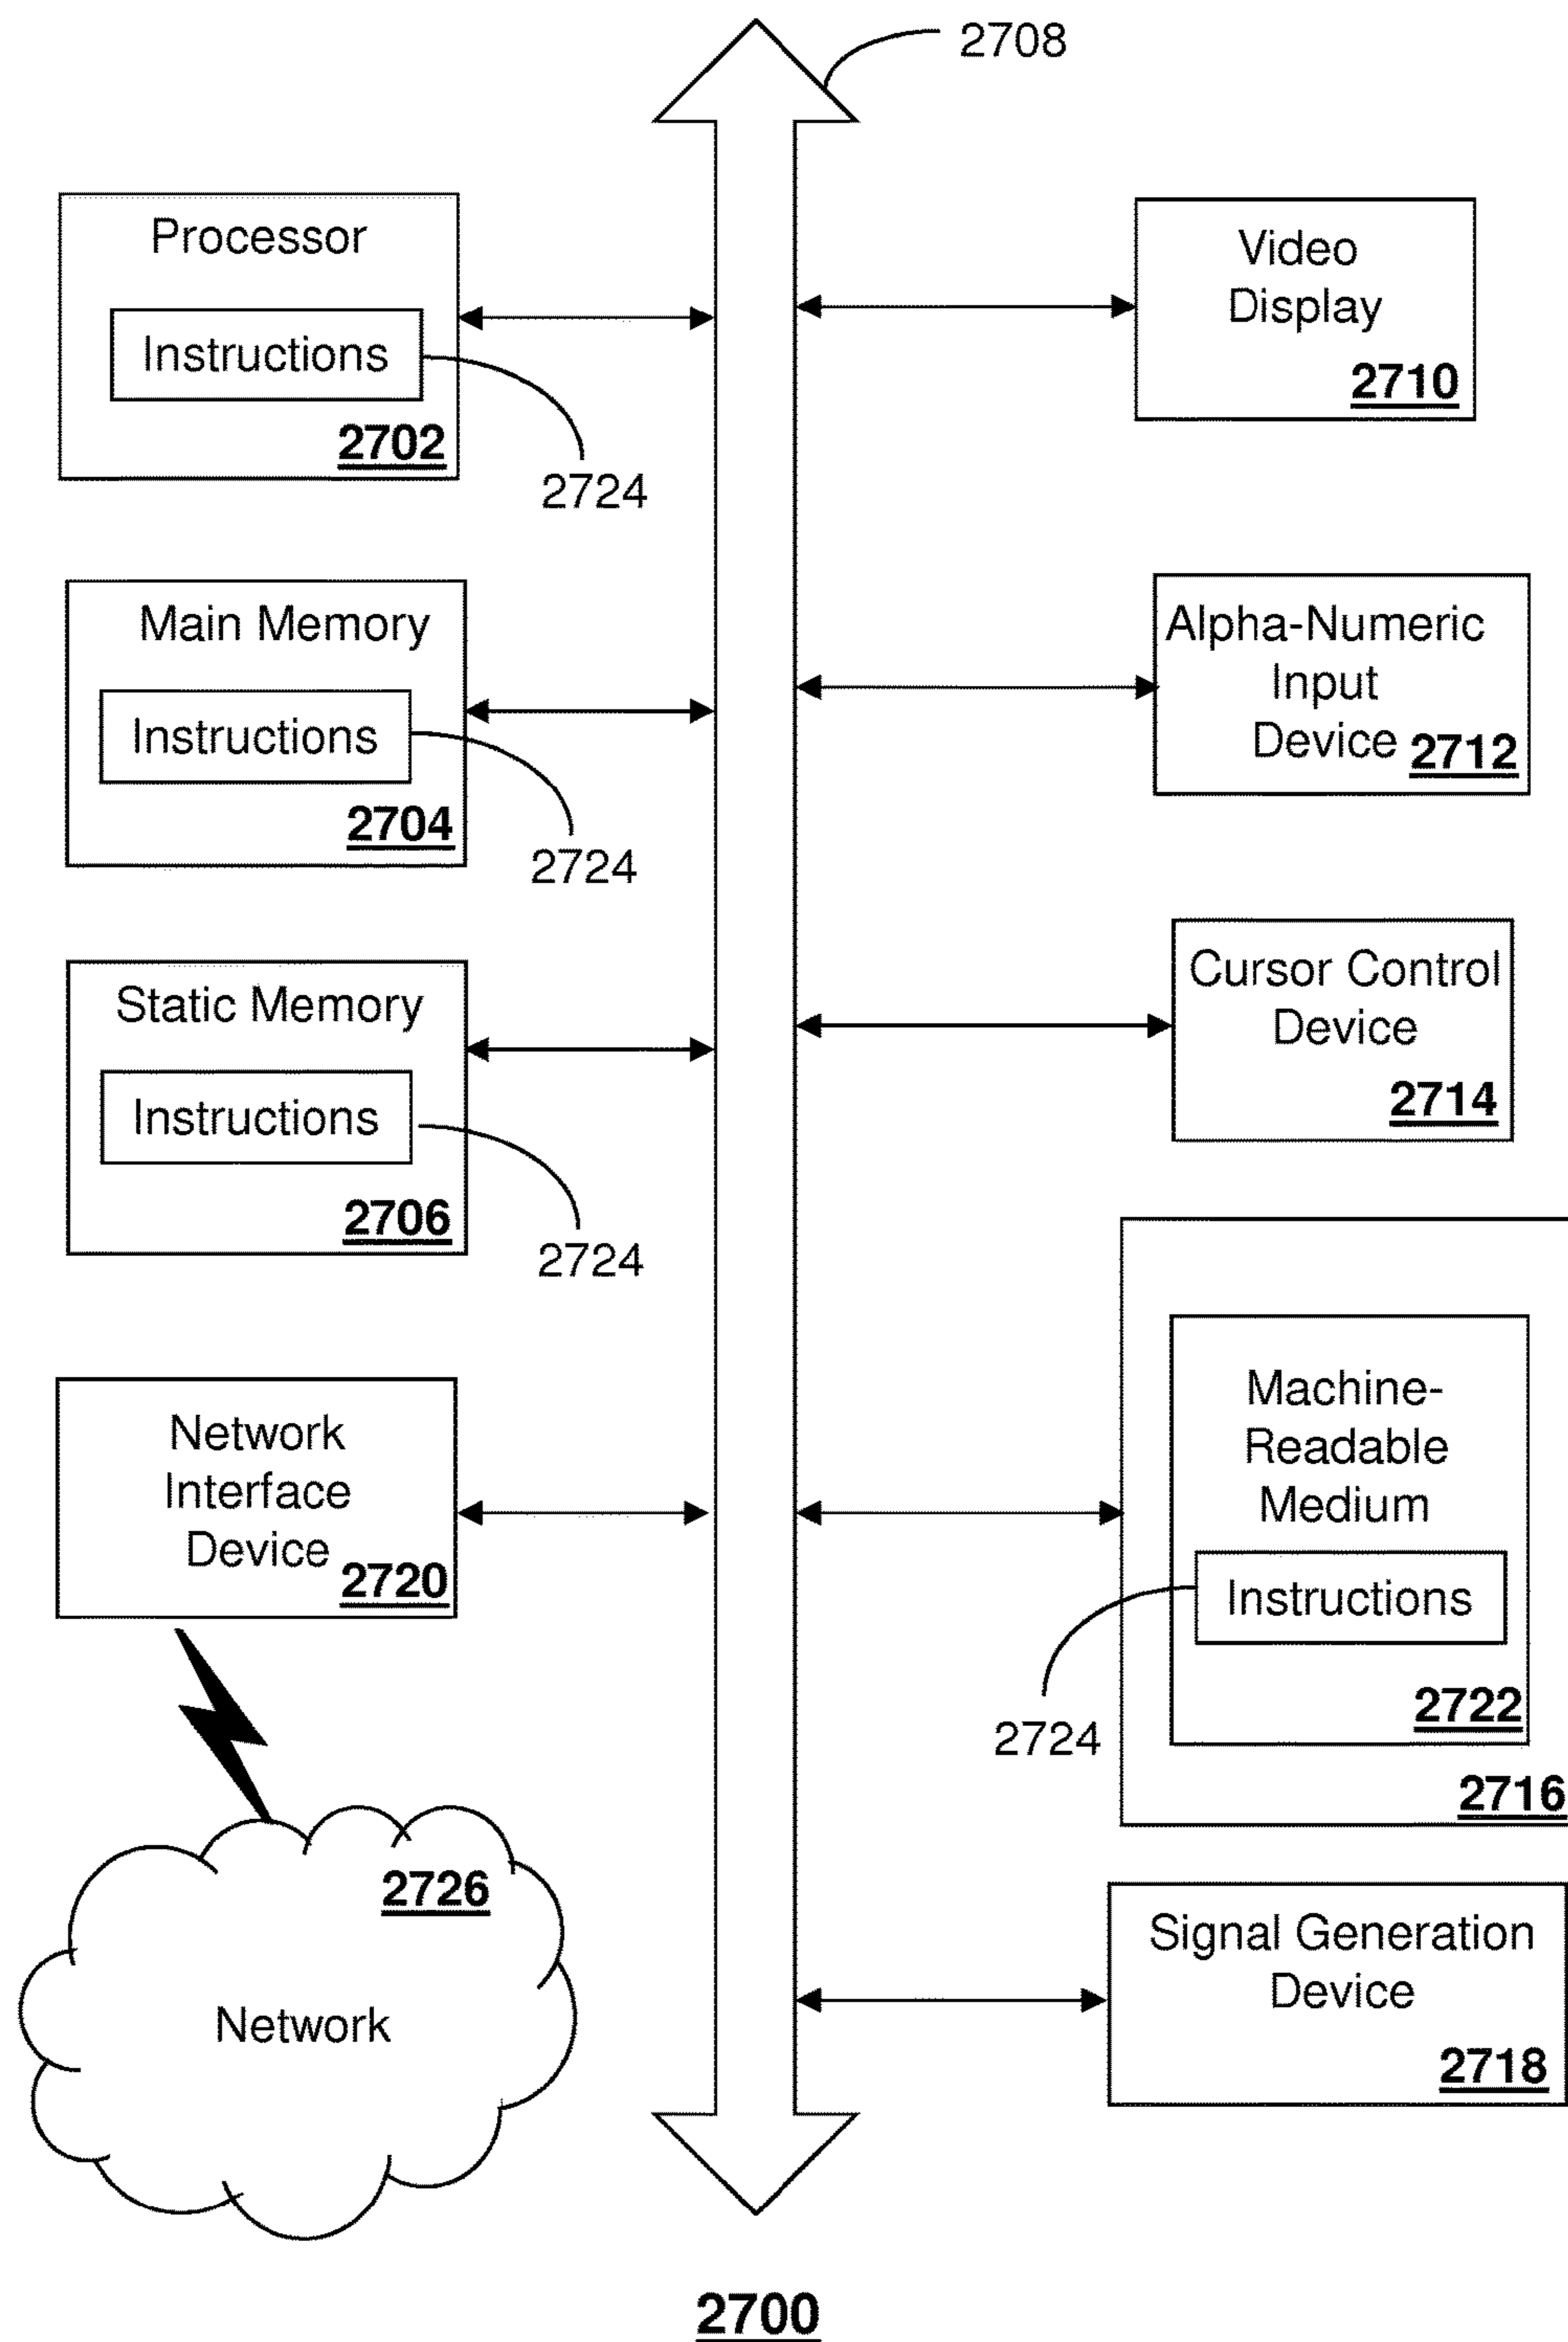 2708
Processor
Instructions
2702
2724
Main Memory
Instructions
2704
2724
Static Memory
Instructions
2706
2724
Network
Interface
Device
2720
2726
Network
Video
Display
2710
Alpha-Numeric
Input
Device
2712
Cursor Control
Device
2714
Machine-
Readable
Medium
Instructions
2722
2724
2716
Signal Generation
Device
2718
2700